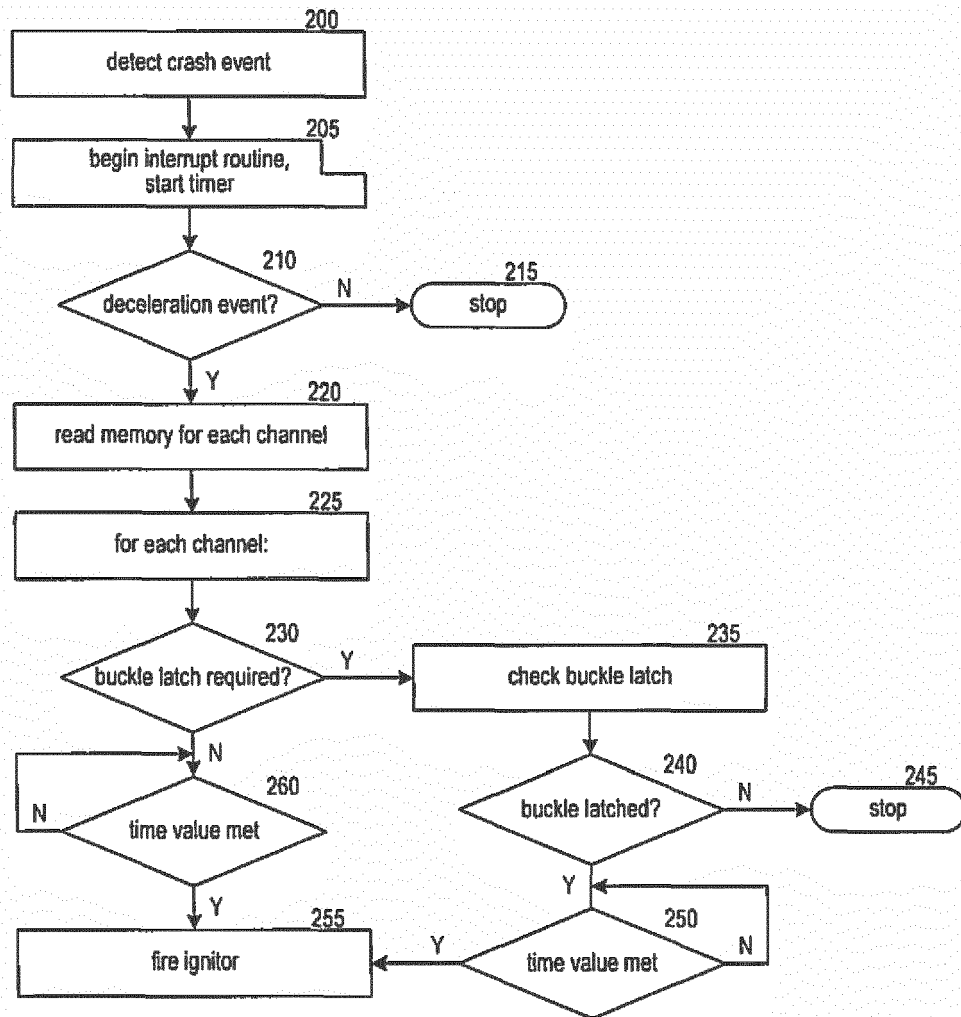 200
detect crash event
205
begin interrupt routine,
start timer
210
deceleration event?
N
215
stop
Y
220
read memory for each channel
225
for each channel:
230
buckle latch required?
Y
235
check buckle latch
N
240
buckle latched?
N
245
stop
260
N
time value met
Y
Y
250
time value met
N
Y
255
fire ignitor